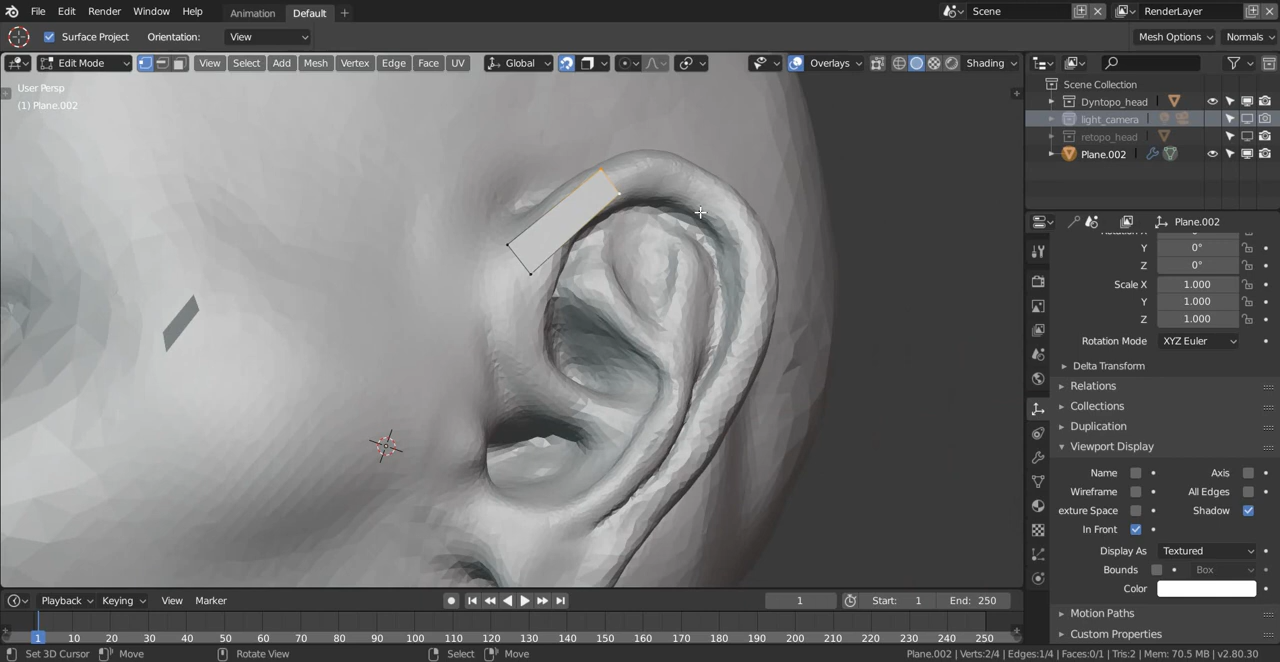 File Edit Render Window Help Animation Default + Scene RenderLayer
Surface Project Orientation: View Mesh Options Normals
Edit Mode View Select Add Mesh Vertex Edge Face UV Global Overlays Shading
User Persp
(1) Plane.002
Scene Collection
Dyntopo_head
light_camera
retopo_head
Plane.002
Plane.002
Y 0°
Z 0°
Scale X 1.000
Y 1.000
Z 1.000
Rotation Mode XYZ Euler
Delta Transform
Relations
Collections
Duplication
Viewport Display
Name Axis
Wireframe All Edges
exture Space Shadow
In Front
Display As Textured
Bounds Box
Color
Motion Paths
Custom Properties
Playback Keying View Marker 1 Start: 1 End: 250
1 10 20 30 40 50 60 70 80 90 100 110 120 130 140 150 160 170 180 190 200 210 220 230 240 250
Set 3D Cursor Move Rotate View Select Move Plane.002 | Verts:2/4 | Edges:1/4 | Faces:0/1 | Tris:2 | Mem: 70.5 MB | v2.80.30